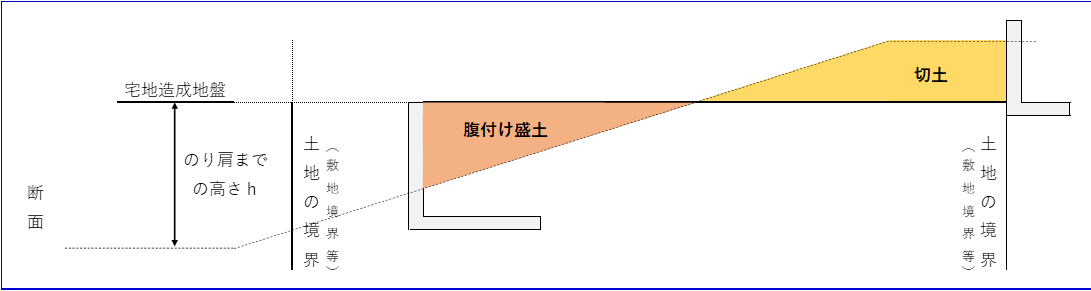 宅地造成地盤
切土
腹付け盛土
のり肩まで
の高さh
断面
土地の境界
（敷地境界等）
土地の境界
（敷地境界等）